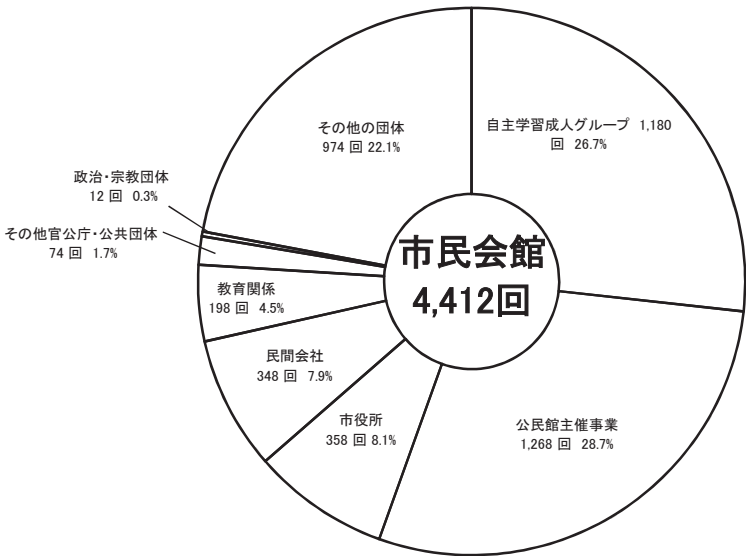 自主学習成人グループ 1,180
回 26.7%
公民館主催事業
1,268 回 28.7%
市役所
358 回 8.1%
民間会社
348 回 7.9%
教育関係
198 回 4.5%
その他官公庁・公共団体
74 回 1.7%
政治・宗教団体
12 回 0.3%
その他の団体
974 回 22.1%
市民会館
4,412回